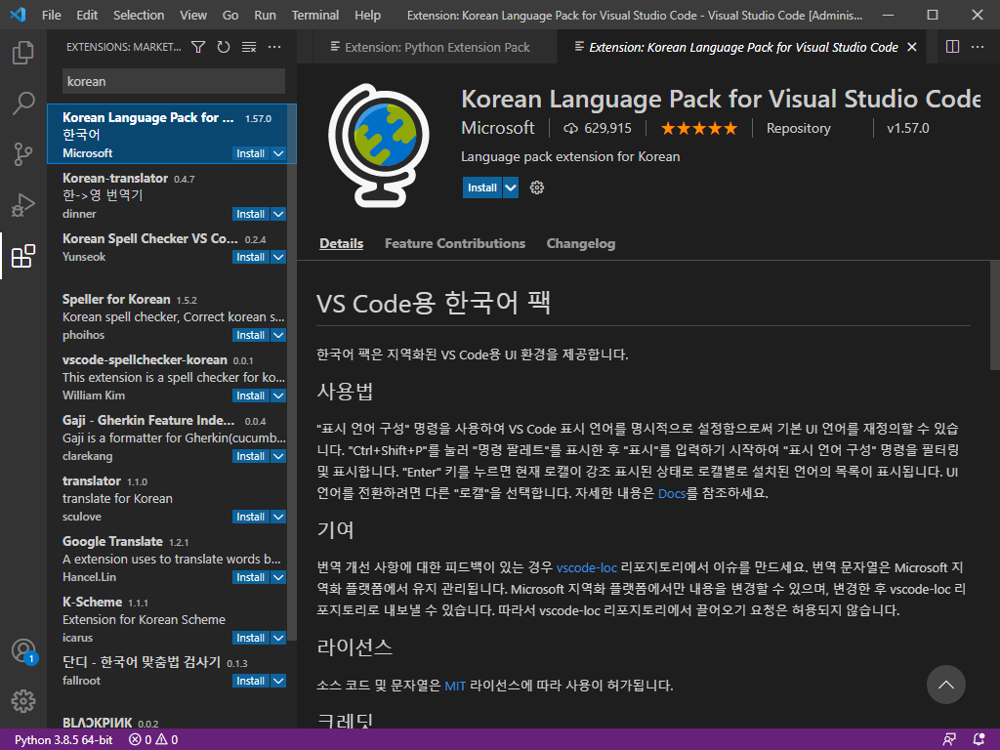 File Edit Selection View Go Run Terminal Help Extension: Korean Language Pack for Visual Studio Code - Visual Studio Code [Adminis...
EXTENSIONS: MARKET...
korean
Korean Language Pack for ... 1.57.0
한국어
Microsoft Install
Korean-translator 0.4.7
한->영 번역기
dinner Install
Korean Spell Checker VS Co... 0.2.4
Yunseok Install
Speller for Korean 1.5.2
Korean spell checker, Correct korean s...
phoihos Install
vscode-spellchecker-korean 0.0.1
This extension is a spell checker for ko...
William Kim Install
Gaji - Gherkin Feature Inde... 0.0.4
Gaji is a formatter for Gherkin(cucumb...
clarekang Install
translator 1.1.0
translate for Korean
sculove Install
Google Translate 1.2.1
A extension uses to translate words b...
Hancel.Lin Install
K-Scheme 1.1.1
Extension for Korean Scheme
icarus Install
단디 - 한국어 맞춤법 검사기 0.1.3
fallroot Install
BLΛƆKPIИK 0.0.2
Extension: Python Extension Pack
Extension: Korean Language Pack for Visual Studio Code
Korean Language Pack for Visual Studio Code
Microsoft 629,915 Repository v1.57.0
Language pack extension for Korean
Install
Details Feature Contributions Changelog
VS Code용 한국어 팩
한국어 팩은 지역화된 VS Code용 UI 환경을 제공합니다.
사용법
"표시 언어 구성" 명령을 사용하여 VS Code 표시 언어를 명시적으로 설정함으로써 기본 UI 언어를 재정의할 수 있습
니다. "Ctrl+Shift+P"를 눌러 "명령 팔레트"를 표시한 후 "표시"를 입력하기 시작하여 "표시 언어 구성" 명령을 필터링
및 표시합니다. "Enter" 키를 누르면 현재 로캘이 강조 표시된 상태로 로캘별로 설치된 언어의 목록이 표시됩니다. UI
언어를 전환하려면 다른 "로캘"을 선택합니다. 자세한 내용은 Docs를 참조하세요.
기여
번역 개선 사항에 대한 피드백이 있는 경우 vscode-loc 리포지토리에서 이슈를 만드세요. 번역 문자열은 Microsoft 지
역화 플랫폼에서 유지 관리됩니다. Microsoft 지역화 플랫폼에서만 내용을 변경할 수 있으며, 변경한 후 vscode-loc 리
포지토리로 내보낼 수 있습니다. 따라서 vscode-loc 리포지토리에서 끌어오기 요청은 허용되지 않습니다.
라이선스
소스 코드 및 문자열은 MIT 라이선스에 따라 사용이 허가됩니다.
크레딧
1
Python 3.8.5 64-bit 0 0